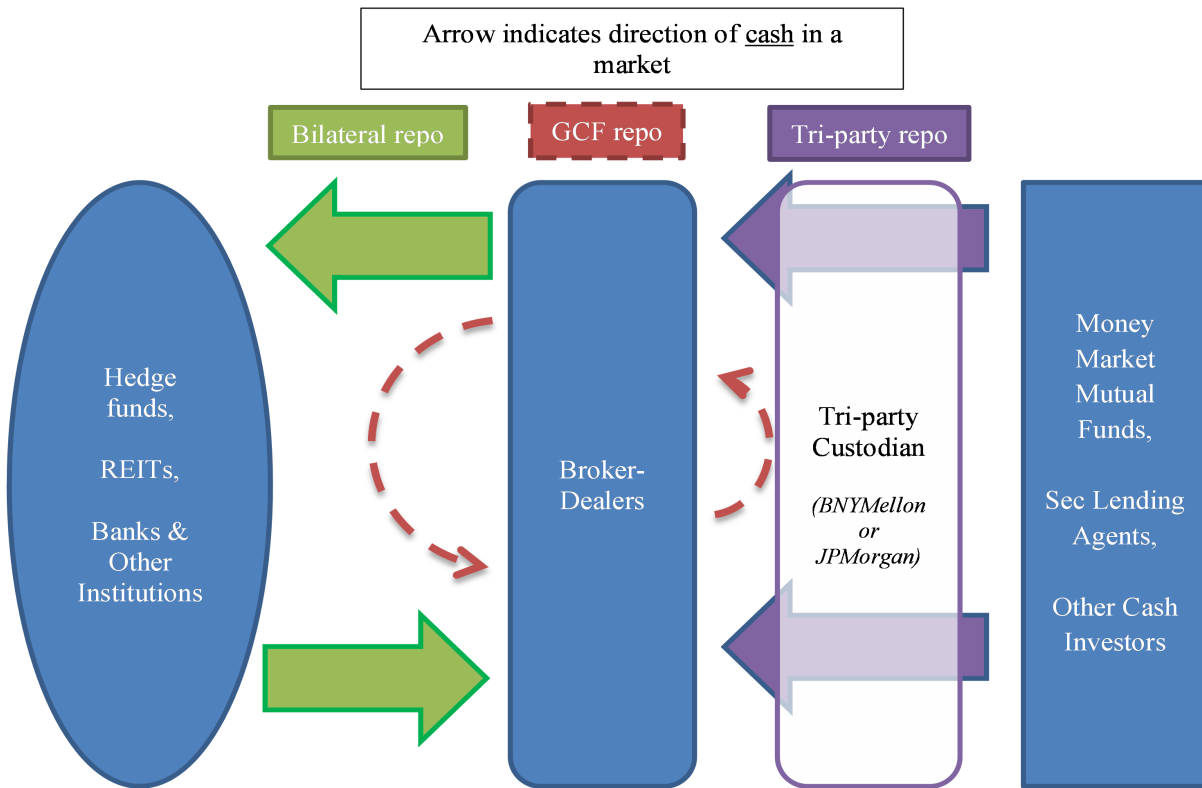 Arrow indicates direction of cash in a
market
Bilateral repo
GCF repo
Tri-party repo
Hedge
funds,
REITs,
Banks &
Other
Institutions
Broker-
Dealers
Tri-party
Custodian
(BNYMellon
or
JPMorgan)
Money
Market
Mutual
Funds,
Sec Lending
Agents,
Other Cash
Investors